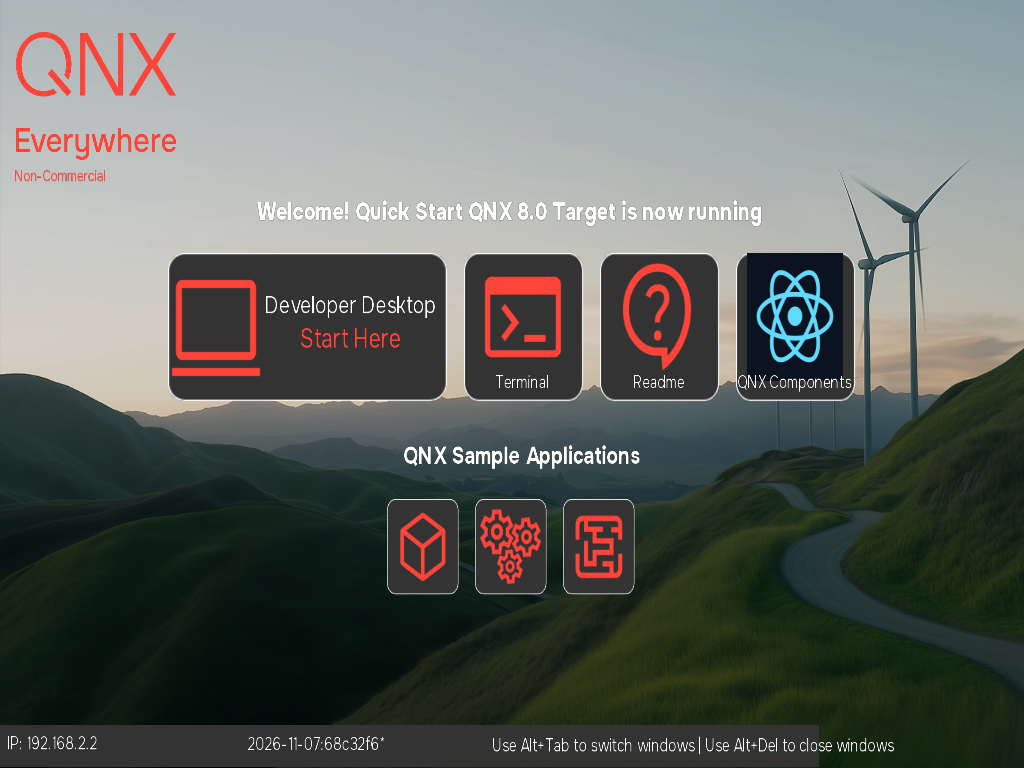 QNX
Everywhere
Non-Commercial
Welcome! Quick Start QNX 8.0 Target is now running
Developer Desktop
Start Here
Terminal
Readme
QNX Components
QNX Sample Applications
IP: 192.168.2.2
2026-11-07:68c32f6*
Use Alt+Tab to switch windows | Use Alt+Del to close windows